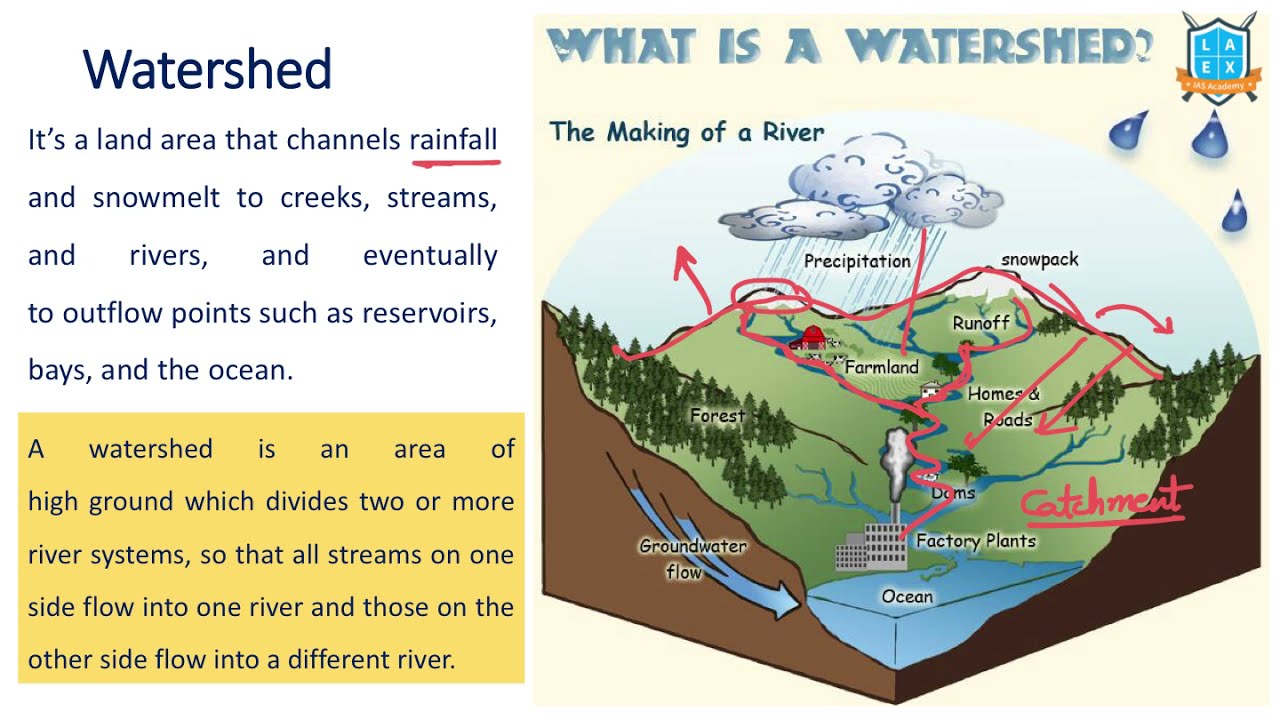 Watershed
It's a land area that channels rainfall
and snowmelt to creeks, streams,
and rivers, and eventually
to outflow points such as reservoirs,
bays, and the ocean.
A watershed is an area of
high ground which divides two or more
river systems, so that all streams on one
side flow into one river and those on the
other side flow into a different river.
WHAT IS A WATERSHED?
L A
E X
IAS Academy
The Making of a River
Precipitation
snowpack
Runoff
Farmland
Homes &
Roads
Forest
Dams
Catchment
Groundwater
flow
Factory Plants
Ocean